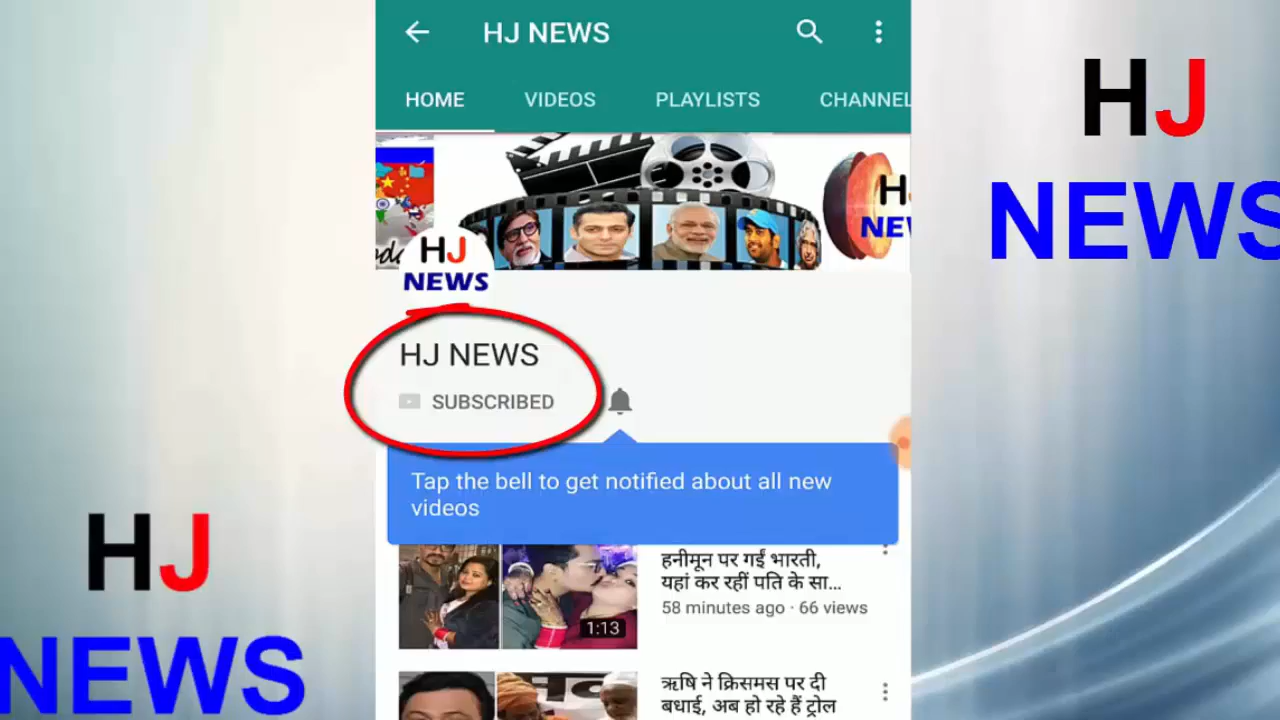 HJ NEWS
HOME VIDEOS PLAYLISTS CHANNEL
HJ
NEWS
HJ
NEWS
HJ
NEWS
HJ NEWS
SUBSCRIBED
Tap the bell to get notified about all new
videos
हनीमून पर गईं भारती,
यहां कर रहीं पति के सा...
58 minutes ago · 66 views
1:13
ऋषि ने क्रिसमस पर दी
बधाई, अब हो रहे हैं ट्रोल
HJ
NEWS